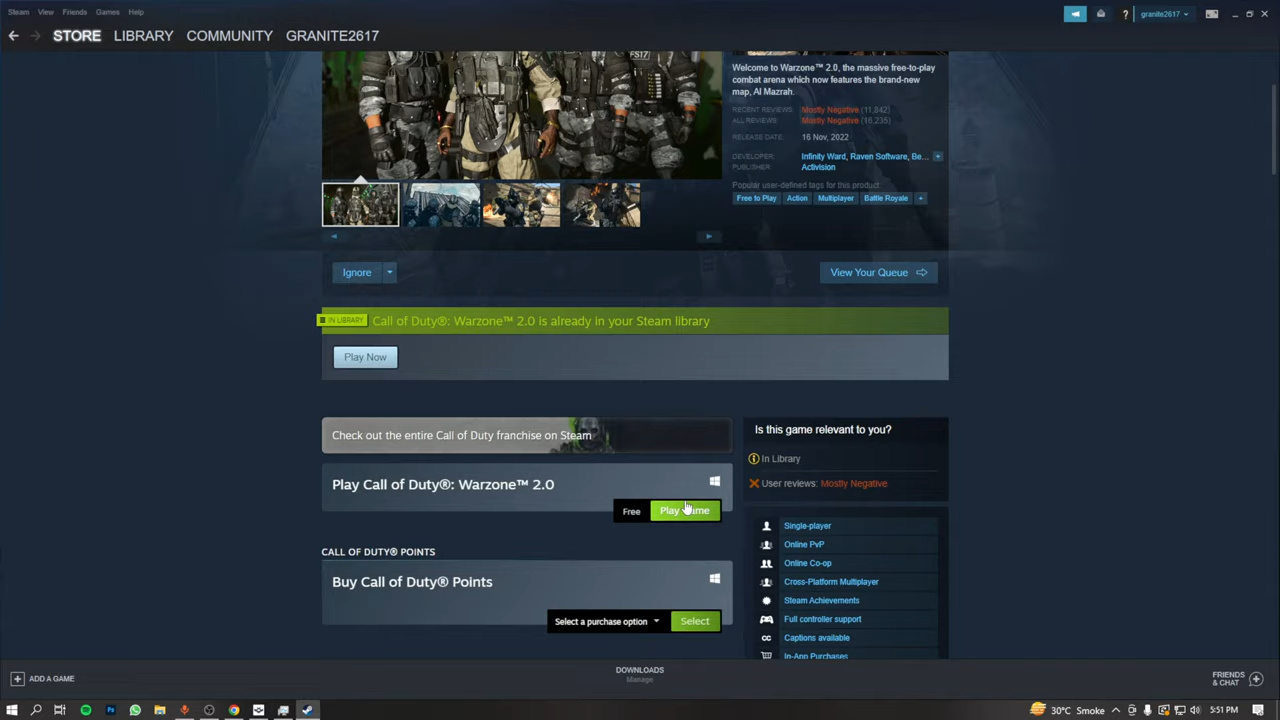 Steam View Friends Games Help
granite2617
STORE LIBRARY COMMUNITY GRANITE2617
FS17
Welcome to Warzone™ 2.0, the massive free-to-play
combat arena which now features the brand-new
map, Al Mazrah.
RECENT REVIEWS: Mostly Negative (11,842)
ALL REVIEWS: Mostly Negative (16,235)
RELEASE DATE: 16 Nov, 2022
DEVELOPER: Infinity Ward, Raven Software, Be... +
PUBLISHER: Activision
Popular user-defined tags for this product
Free to Play Action Multiplayer Battle Royale +
Ignore
View Your Queue
IN LIBRARY Call of Duty®: Warzone™ 2.0 is already in your Steam library
Play Now
Check out the entire Call of Duty franchise on Steam
Is this game relevant to you?
In Library
User reviews: Mostly Negative
Play Call of Duty®: Warzone™ 2.0
Free Play Game
CALL OF DUTY® POINTS
Buy Call of Duty® Points
Select a purchase option Select
Single-player
Online PvP
Online Co-op
Cross-Platform Multiplayer
Steam Achievements
Full controller support
CC Captions available
In-App Purchases
+ ADD A GAME
DOWNLOADS
Manage
FRIENDS
& CHAT +
30°C Smoke
5:51 PM